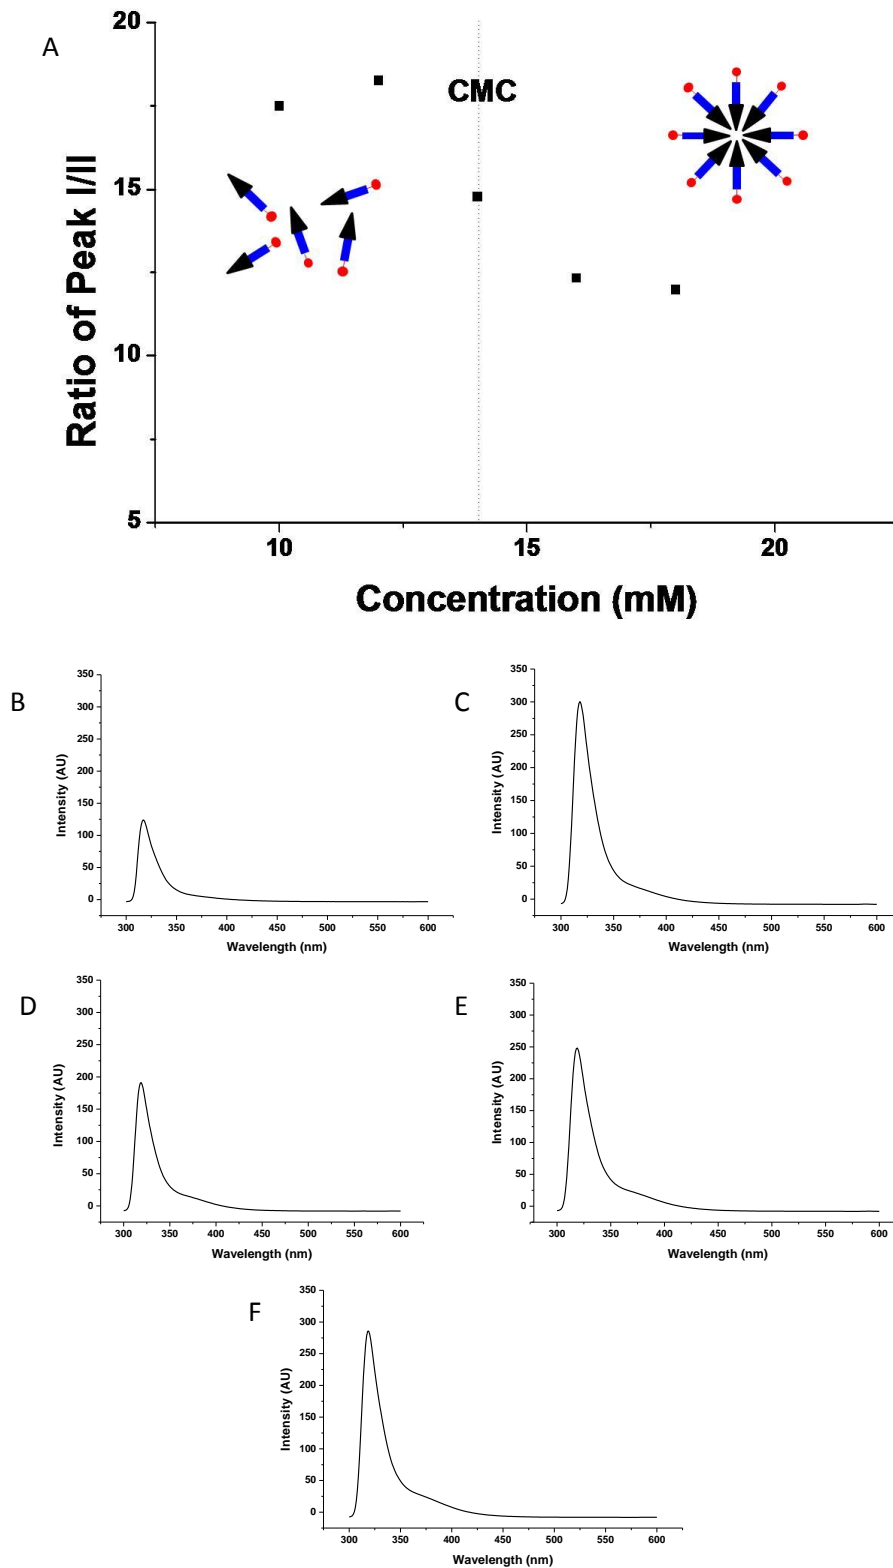 A
20
15
10
5
Ratio of Peak I/II
CMC
10 15 20
Concentration (mM)
B
350
300
250
200
150
100
50
0
Intensity (AU)
300 350 400 450 500 550 600
Wavelength (nm)
C
350
300
250
200
150
100
50
0
Intensity (AU)
300 350 400 450 500 550 600
Wavelength (nm)
D
350
300
250
200
150
100
50
0
Intensity (AU)
300 350 400 450 500 550 600
Wavelength (nm)
E
350
300
250
200
150
100
50
0
Intensity (AU)
300 350 400 450 500 550 600
Wavelength (nm)
F
350
300
250
200
150
100
50
0
Intensity (AU)
300 350 400 450 500 550 600
Wavelength (nm)